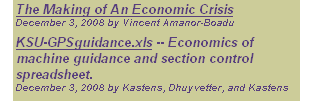 The Making of An Economic Crisis
December 3, 2008 by Vincent Amanor-Boadu
KSU-GPSguidance.xls -- Economics of
machine guidance and section control
spreadsheet.
December 3, 2008 by Kastens, Dhuyvetter, and Kastens